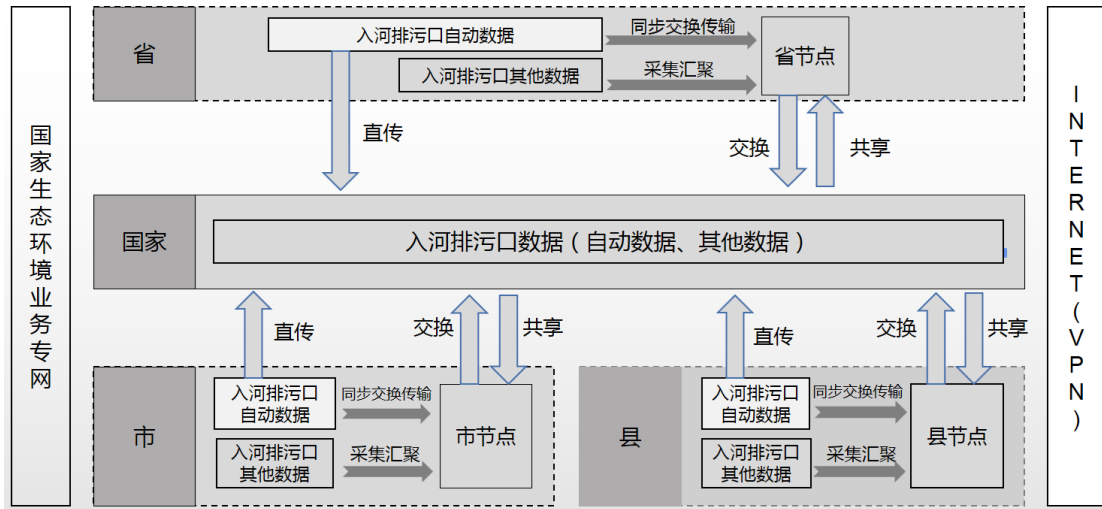 国家生态环境业务专网
省
入河排污口自动数据
同步交换传输
入河排污口其他数据
采集汇聚
省节点
直传
交换
共享
国家
入河排污口数据（自动数据、其他数据）
直传
交换
共享
直传
交换
共享
市
入河排污口
自动数据
同步交换传输
入河排污口
其他数据
采集汇聚
市节点
县
入河排污口
自动数据
同步交换传输
入河排污口
其他数据
采集汇聚
县节点
INTERNET(VPN)